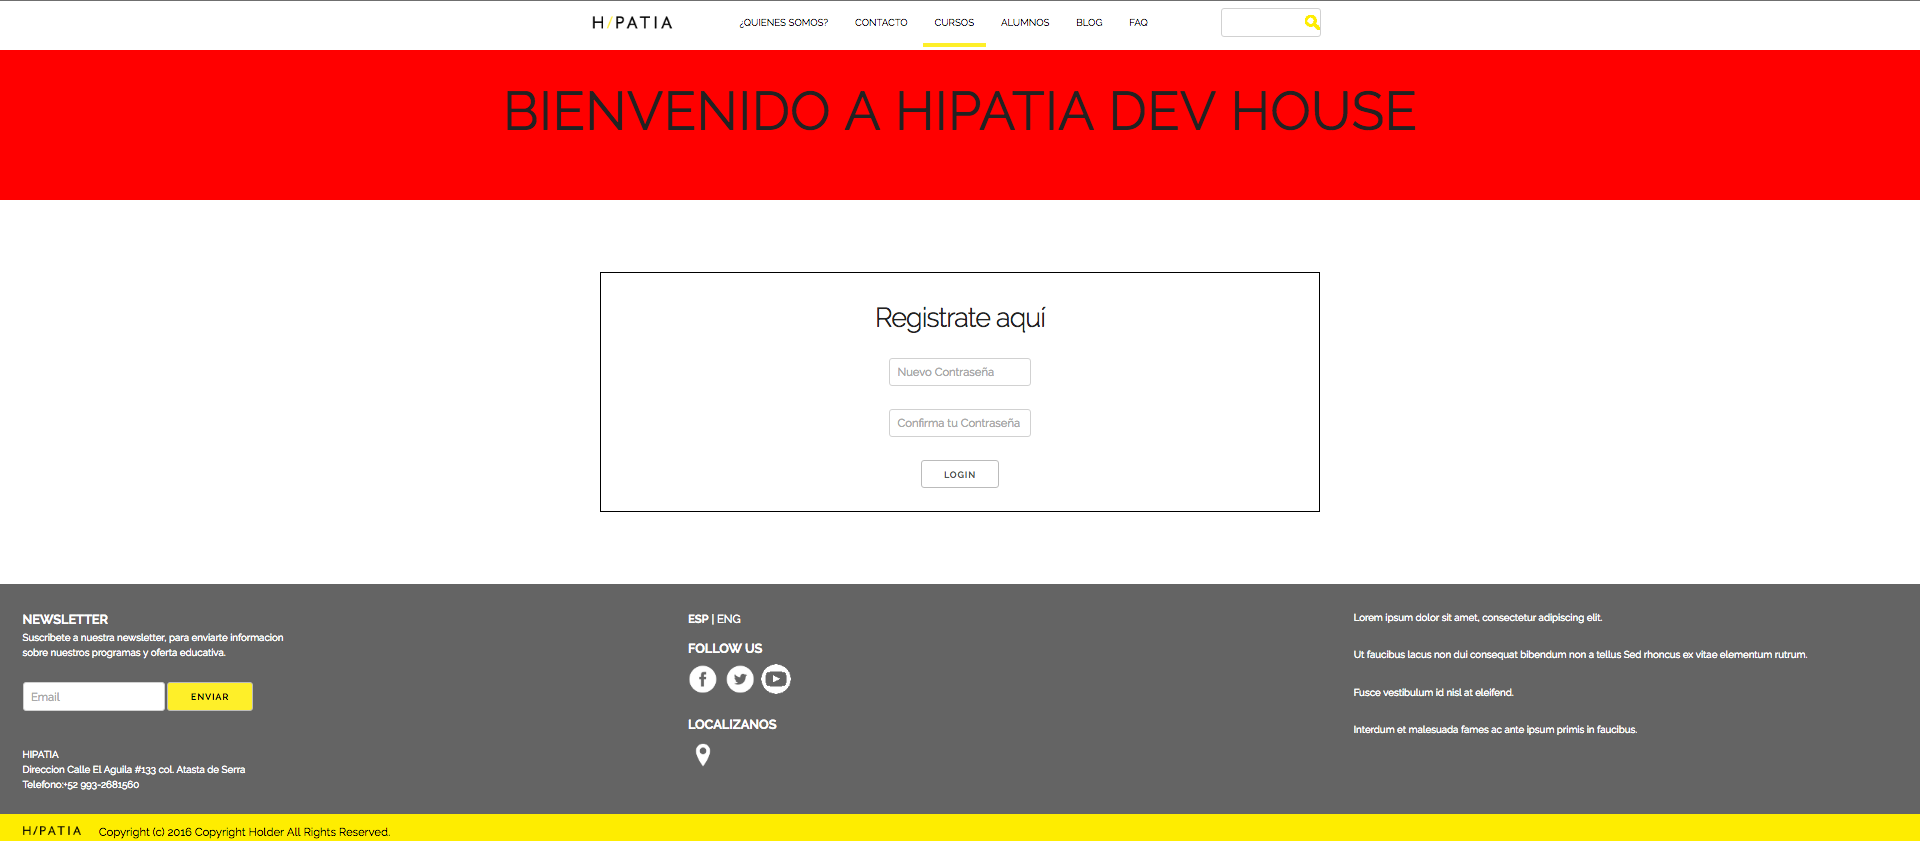 H/PATIA
¿QUIENES SOMOS? CONTACTO CURSOS ALUMNOS BLOG FAQ
BIENVENIDO A HIPATIA DEV HOUSE
Registrate aquí
Nuevo Contraseña
Confirma tu Contraseña
LOGIN
NEWSLETTER
Suscribete a nuestra newsletter, para enviarte informacion
sobre nuestros programas y oferta educativa.
Email ENVIAR
HIPATIA
Direccion Calle El Aguila #133 col. Atasta de Serra
Telefono:+52 993-2681560
ESP | ENG
FOLLOW US
LOCALIZANOS
Lorem ipsum dolor sit amet, consectetur adipiscing elit.
Ut faucibus lacus non dui consequat bibendum non a tellus Sed rhoncus ex vitae elementum rutrum.
Fusce vestibulum id nisl at eleifend.
Interdum et malesuada fames ac ante ipsum primis in faucibus.
H/PATIA Copyright (c) 2016 Copyright Holder All Rights Reserved.